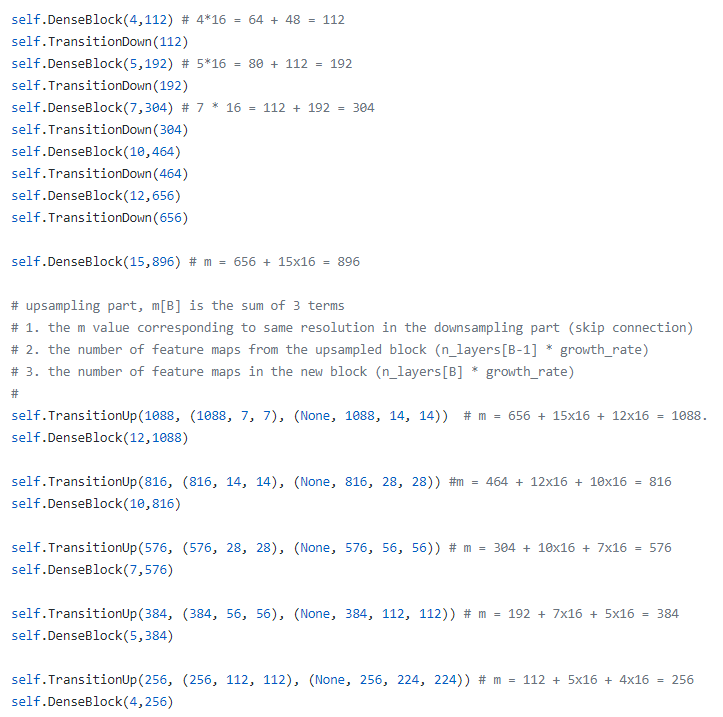 self.DenseBlock(4,112) # 4*16 = 64 + 48 = 112
self.TransitionDown(112)
self.DenseBlock(5,192) # 5*16 = 80 + 112 = 192
self.TransitionDown(192)
self.DenseBlock(7,304) # 7 * 16 = 112 + 192 = 304
self.TransitionDown(304)
self.DenseBlock(10,464)
self.TransitionDown(464)
self.DenseBlock(12,656)
self.TransitionDown(656)
self.DenseBlock(15,896) # m = 656 + 15x16 = 896
# upsampling part, m[B] is the sum of 3 terms
# 1. the m value corresponding to same resolution in the downsampling part (skip connection)
# 2. the number of feature maps from the upsampled block (n_layers[B-1] * growth_rate)
# 3. the number of feature maps in the new block (n_layers[B] * growth_rate)
#
self.TransitionUp(1088, (1088, 7, 7), (None, 1088, 14, 14))  # m = 656 + 15x16 + 12x16 = 1088.
self.DenseBlock(12,1088)
self.TransitionUp(816, (816, 14, 14), (None, 816, 28, 28)) #m = 464 + 12x16 + 10x16 = 816
self.DenseBlock(10,816)
self.TransitionUp(576, (576, 28, 28), (None, 576, 56, 56)) # m = 304 + 10x16 + 7x16 = 576
self.DenseBlock(7,576)
self.TransitionUp(384, (384, 56, 56), (None, 384, 112, 112)) # m = 192 + 7x16 + 5x16 = 384
self.DenseBlock(5,384)
self.TransitionUp(256, (256, 112, 112), (None, 256, 224, 224)) # m = 112 + 5x16 + 4x16 = 256
self.DenseBlock(4,256)